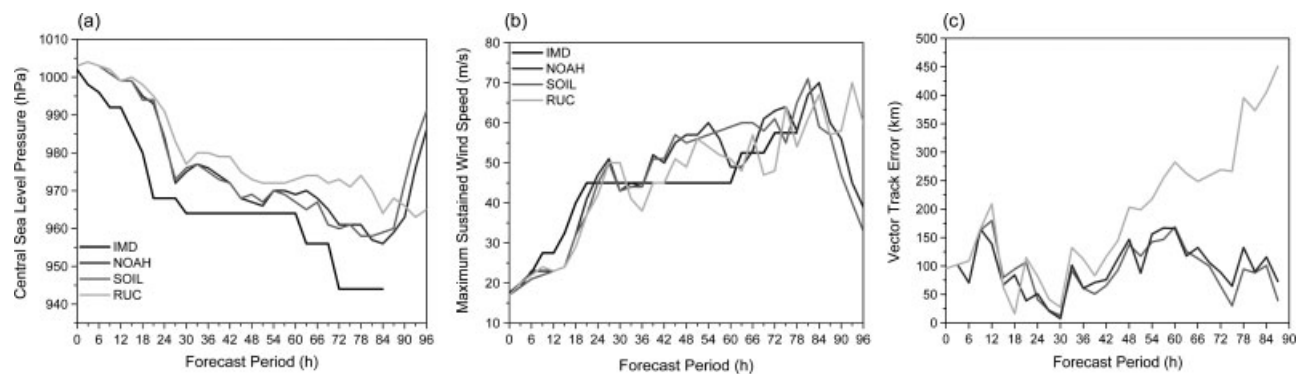 (a)
Central Sea Level Pressure (hPa)
1010
1000
990
980
970
960
950
940
IMD
NOAH
SOIL
RUC
0 6 12 18 24 30 36 42 48 54 60 66 72 78 84 90 96
Forecast Period (h)
(b)
Maximum Sustained Wind Speed (m/s)
80
70
60
50
40
30
20
10
IMD
NOAH
SOIL
RUC
0 6 12 18 24 30 36 42 48 54 60 66 72 78 84 90 96
Forecast Period (h)
(c)
Vector Track Error (km)
500
450
400
350
300
250
200
150
100
50
0
0 6 12 18 24 30 36 42 48 54 60 66 72 78 84 90
Forecast Period (h)